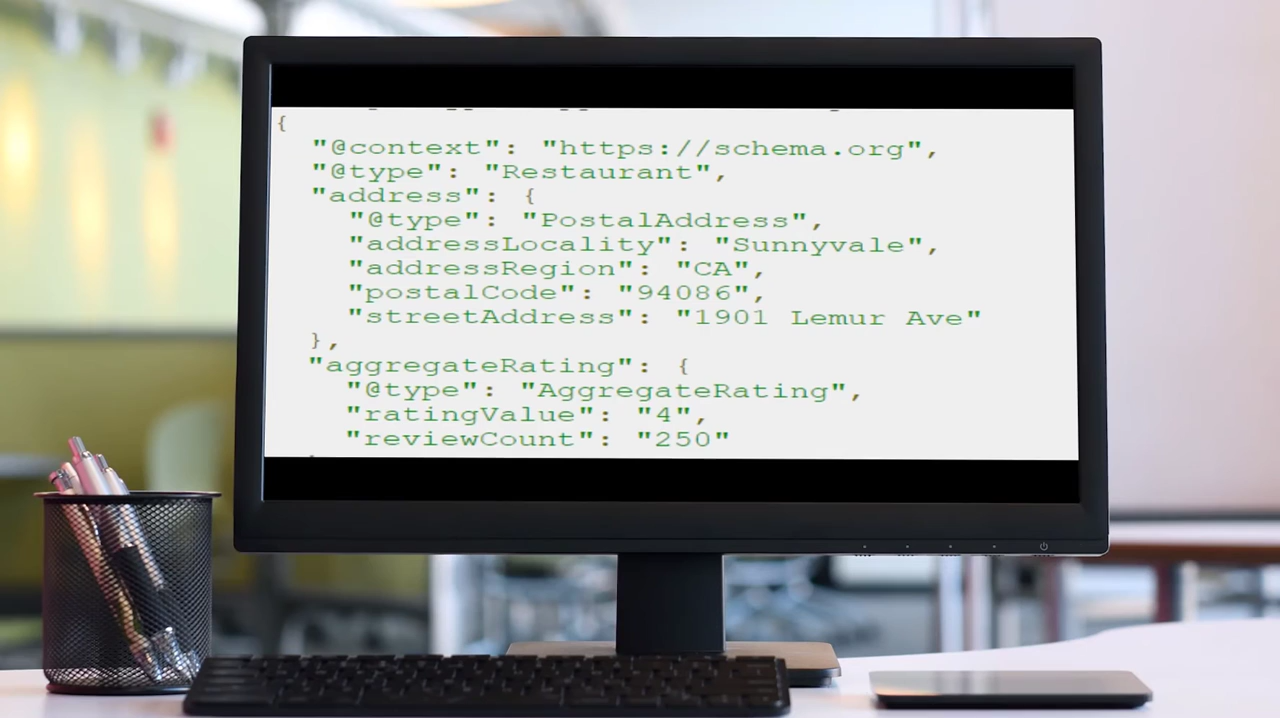 {
"@context": "https://schema.org",
"@type": "Restaurant",
"address": {
"@type": "PostalAddress",
"addressLocality": "Sunnyvale",
"addressRegion": "CA",
"postalCode": "94086",
"streetAddress": "1901 Lemur Ave"
},
"aggregateRating": {
"@type": "AggregateRating",
"ratingValue": "4",
"reviewCount": "250"